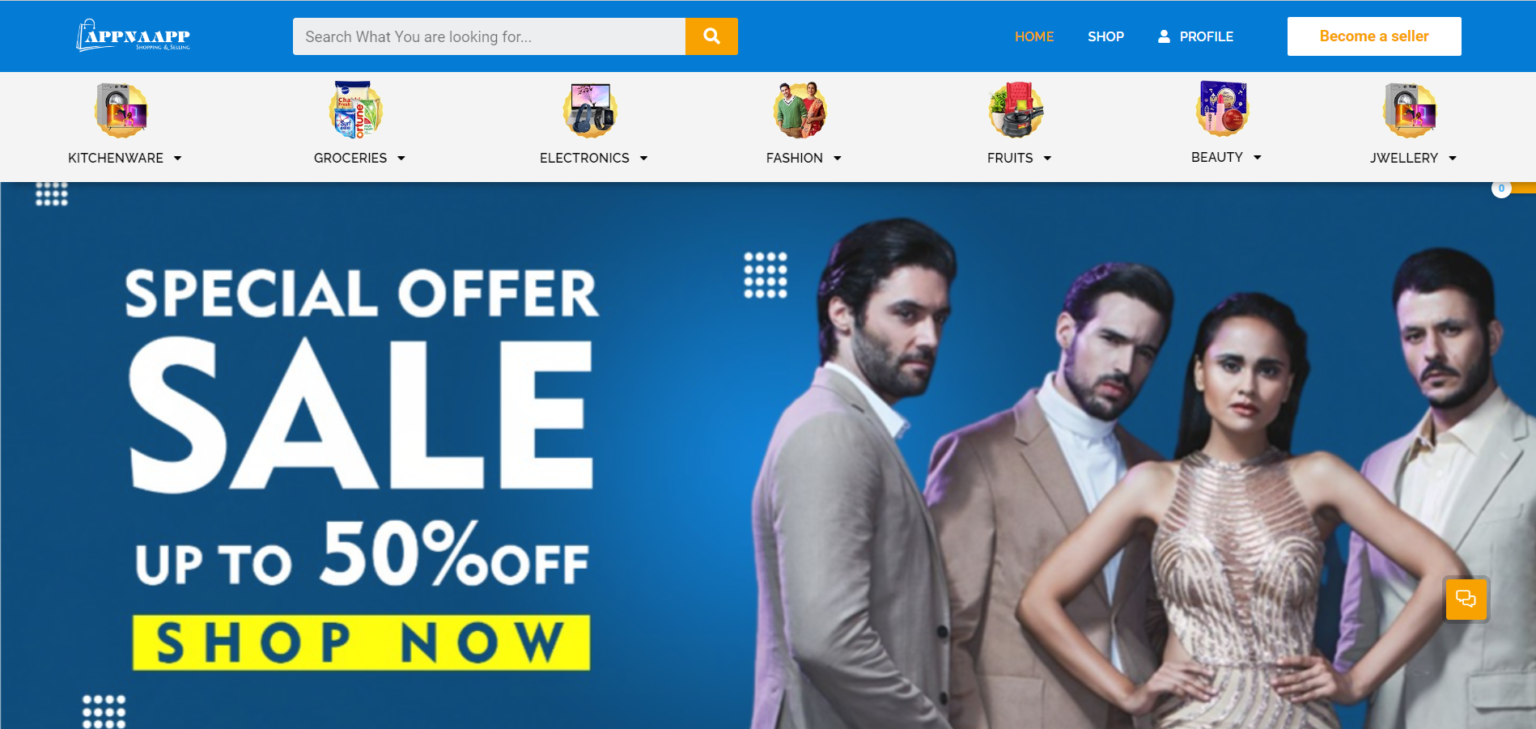 APPNAAPP
Shopping & Selling
Search What You are looking for...
HOME
SHOP
PROFILE
Become a seller
KITCHENWARE
GROCERIES
ELECTRONICS
FASHION
FRUITS
BEAUTY
JWELLERY
0
SPECIAL OFFER
SALE
UP TO 50%OFF
SHOP NOW